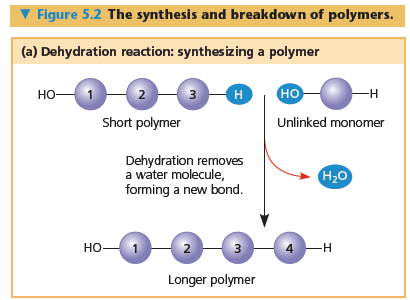 ▼ Figure 5.2 The synthesis and breakdown of polymers.
(a) Dehydration reaction: synthesizing a polymer
HO 1 2 3 H HO H
Short polymer Unlinked monomer
Dehydration removes
a water molecule,
forming a new bond.
H₂O
HO 1 2 3 4 H
Longer polymer